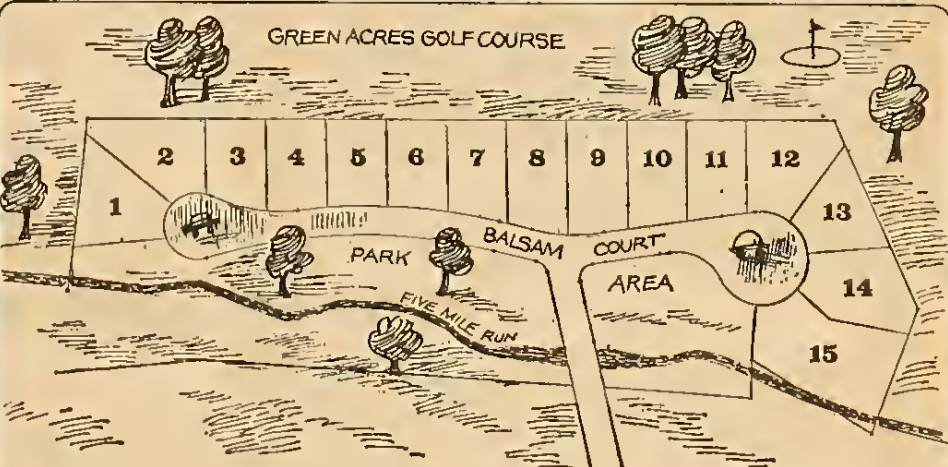 GREEN ACRES GOLF COURSE
2 3 4 5 6 7 8 9 10 11 12
1
13
BALSAM COURT
PARK AREA
14
FIVE MILE RUN
15